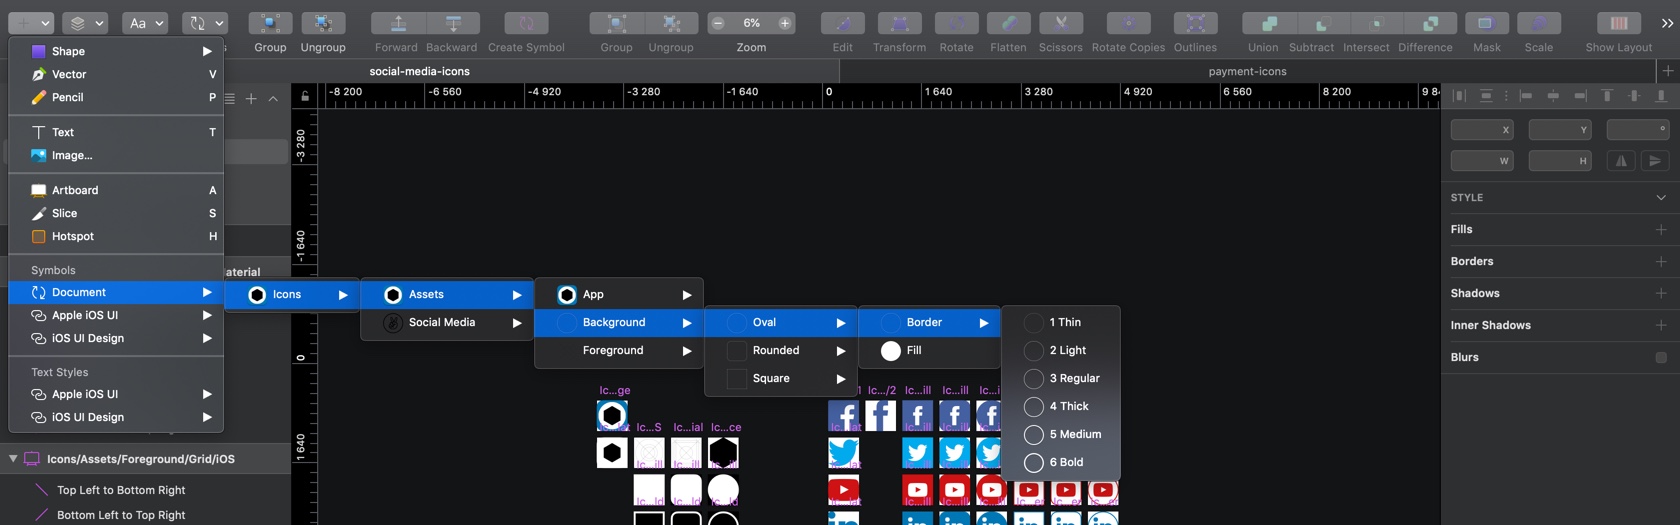 Aa
6%
Group
Ungroup
Forward
Backward
Create Symbol
Group
Ungroup
Zoom
Edit
Transform
Rotate
Flatten
Scissors
Rotate Copies
Outlines
Union
Subtract
Intersect
Difference
Mask
Scale
Show Layout
social-media-icons
payment-icons
Shape
Vector V
Pencil P
Text T
Image...
Artboard A
Slice S
Hotspot H
Symbols
Document
Apple iOS UI
iOS UI Design
Text Styles
Apple iOS UI
iOS UI Design
aterial
Icons/Assets/Foreground/Grid/iOS
Top Left to Bottom Right
Bottom Left to Top Right
Icons
Assets
Social Media
App
Background
Foreground
Oval
Rounded
Square
Border
Fill
1 Thin
2 Light
3 Regular
4 Thick
5 Medium
6 Bold
-8 200
-6 560
-4 920
-3 280
-1 640
0
1 640
3 280
4 920
6 560
8 200
9 84
-3 280
-1 640
0
1 640
Ic...ge
Ic.../2
Ic...ill
Ic...ill
Ic...S
Ic...ial
Ic...ce
X
Y
°
W
H
STYLE
Fills
Borders
Shadows
Inner Shadows
Blurs